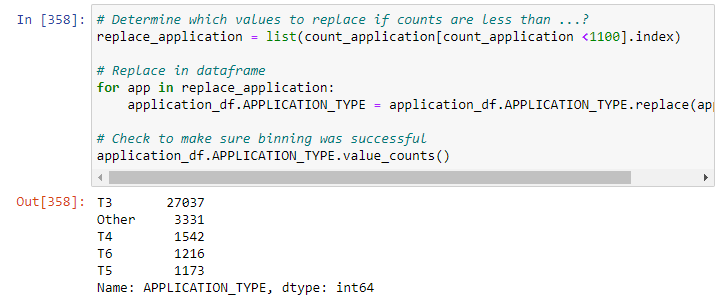 In [358]: # Determine which values to replace if counts are less than ...?
replace_application = list(count_application[count_application <1100].index)
# Replace in dataframe
for app in replace_application:
application_df.APPLICATION_TYPE = application_df.APPLICATION_TYPE.replace(
# Check to make sure binning was successful
application_df.APPLICATION_TYPE.value_counts()
Out[358]: T3 27037
Other 3331
T4 1542
T6 1216
T5 1173
Name: APPLICATION_TYPE, dtype: int64